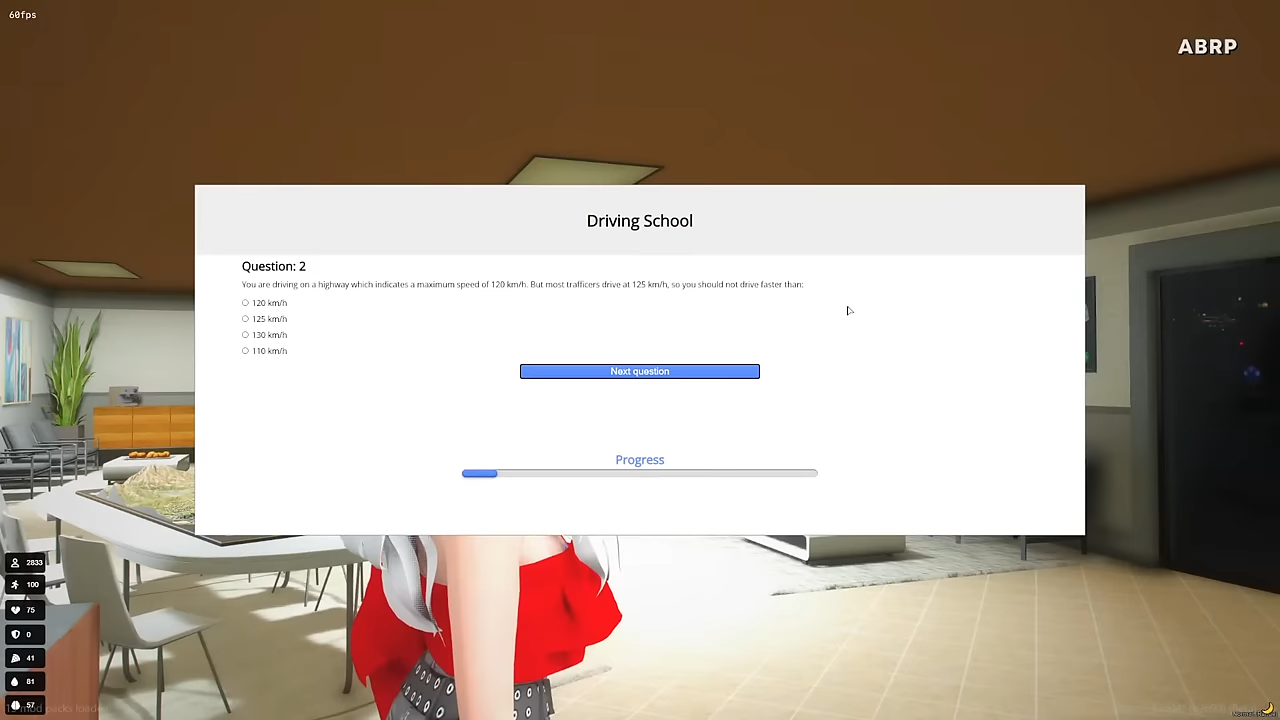 60fps
ABRP
Driving School
Question: 2
You are driving on a highway which indicates a maximum speed of 120 km/h. But most trafficers drive at 125 km/h, so you should not drive faster than:
120 km/h
125 km/h
130 km/h
110 km/h
Next question
Progress
2833
100
75
0
41
81
57
mod packs